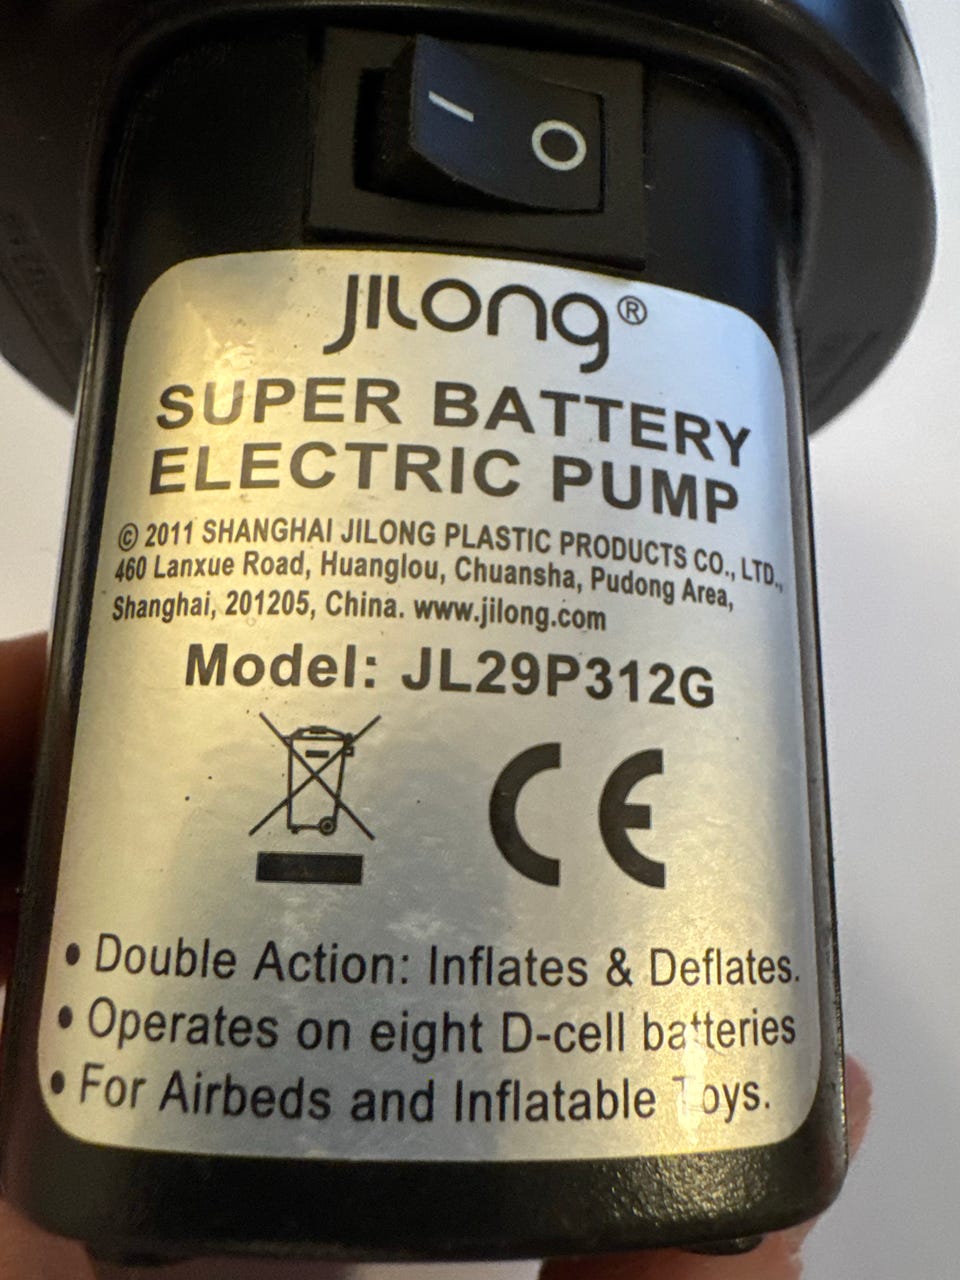 I O
JILONG®
SUPER BATTERY
ELECTRIC PUMP
© 2011 SHANGHAI JILONG PLASTIC PRODUCTS CO., LTD.,
460 Lanxue Road, Huanglou, Chuansha, Pudong Area,
Shanghai, 201205, China. www.jilong.com
Model: JL29P312G
CE
• Double Action: Inflates & Deflates.
• Operates on eight D-cell batteries
• For Airbeds and Inflatable Toys.